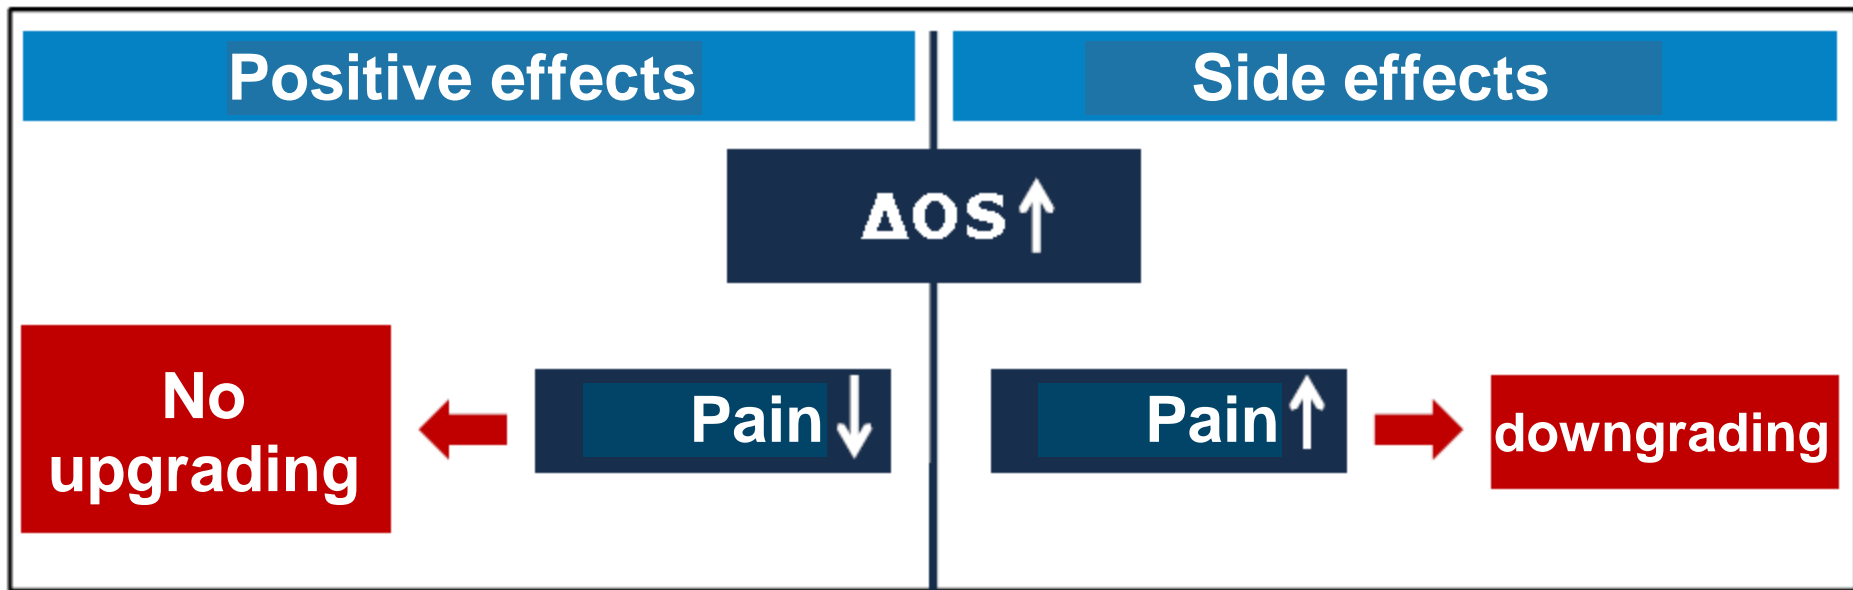 Positive effects
Side effects
ΔOS↑
No
upgrading
Pain↓
Pain↑
downgrading